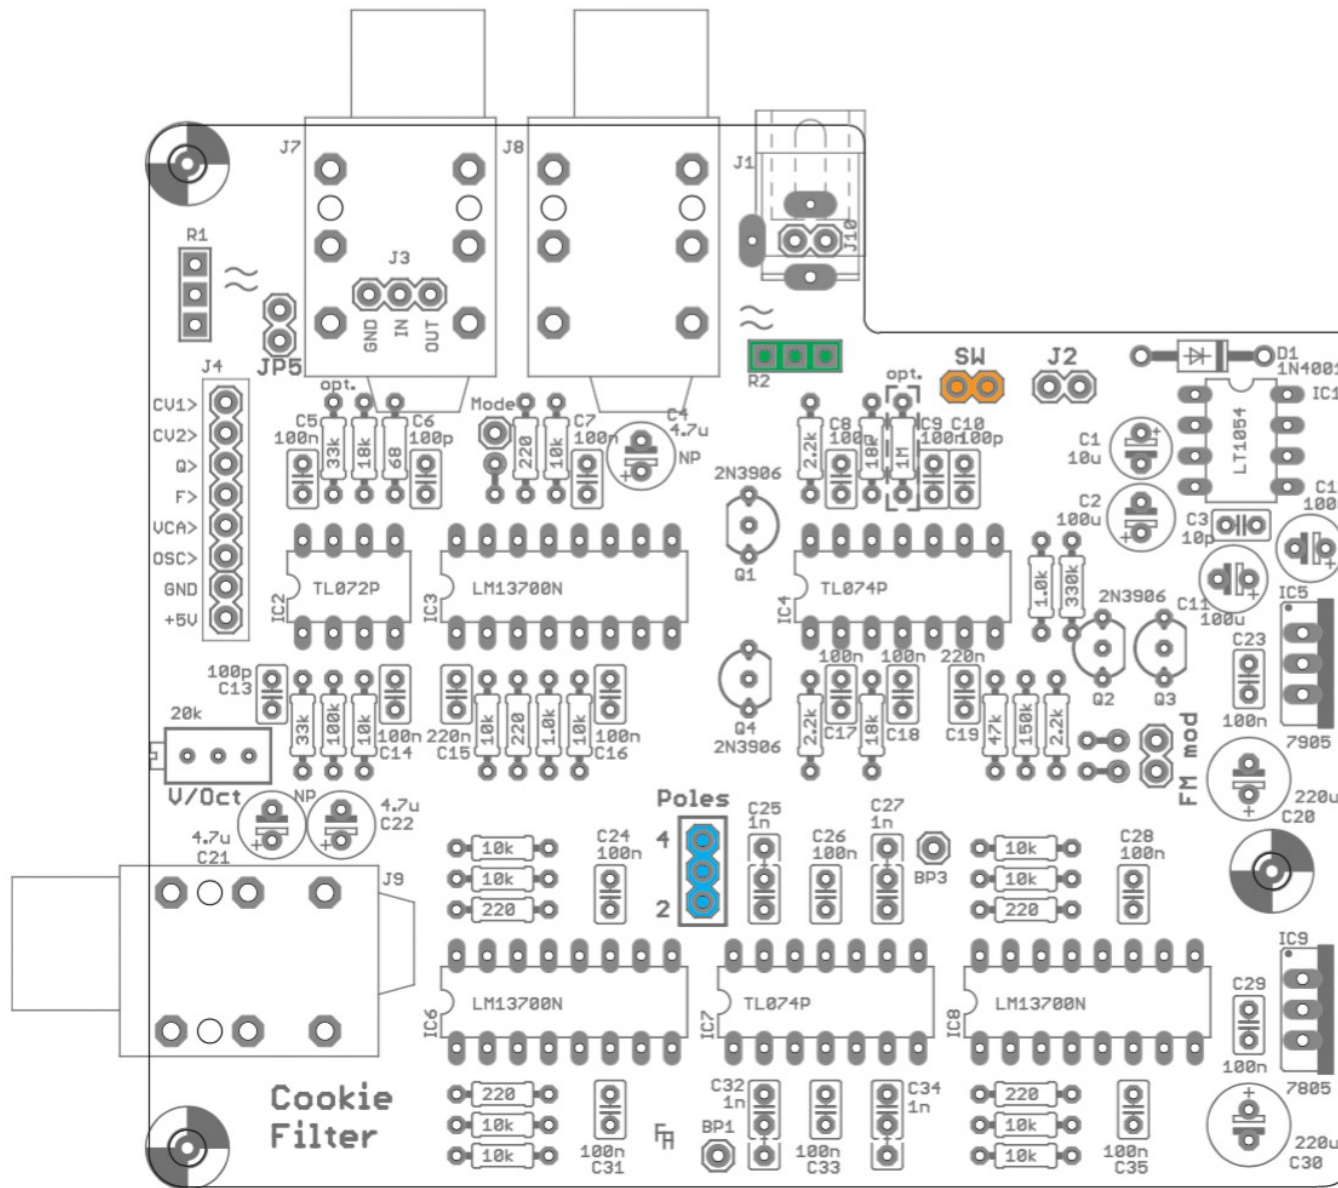 J7
J8
J1
J10
R1
J3
GND
IN
OUT
JP5
R2
SW
J2
D1
1N4001
J4
CV1>
CV2>
Q>
F>
VCA>
OSC>
GND
+5V
opt.
C5
100n
33k
18k
68
C6
100p
Mode
220
10k
C7
100n
C4
4.7u
NP
2N3906
Q1
2.2k
C8
100n
18k
opt.
1M
C9
100n
C10
100p
C1
10u
C2
100u
IC1
LT1054
C3
10p
C1
100n
IC2
TL072P
IC3
LM13700N
IC4
TL074P
1.0k
330k
2N3906
C11
100u
IC5
Q2
Q3
C23
100n
7905
100p
C13
33k
100k
10k
100n
C14
220n
C15
10k
220
1.0k
10k
100n
C16
Q4
2N3906
2.2k
100n
C17
18k
100n
C18
220n
C19
47k
150k
2.2k
FM mod
220u
C20
20k
V/Oct
NP
4.7u
C21
4.7u
C22
J9
10k
10k
220
C24
100n
Poles
4
2
C25
1n
C26
100n
C27
1n
BP3
10k
10k
220
C28
100n
IC6
LM13700N
IC7
TL074P
IC8
LM13700N
IC9
C29
100n
7805
Cookie
Filter
220
10k
10k
100n
C31
BP1
C32
1n
100n
C33
C34
1n
220
10k
10k
100n
C35
220u
C30